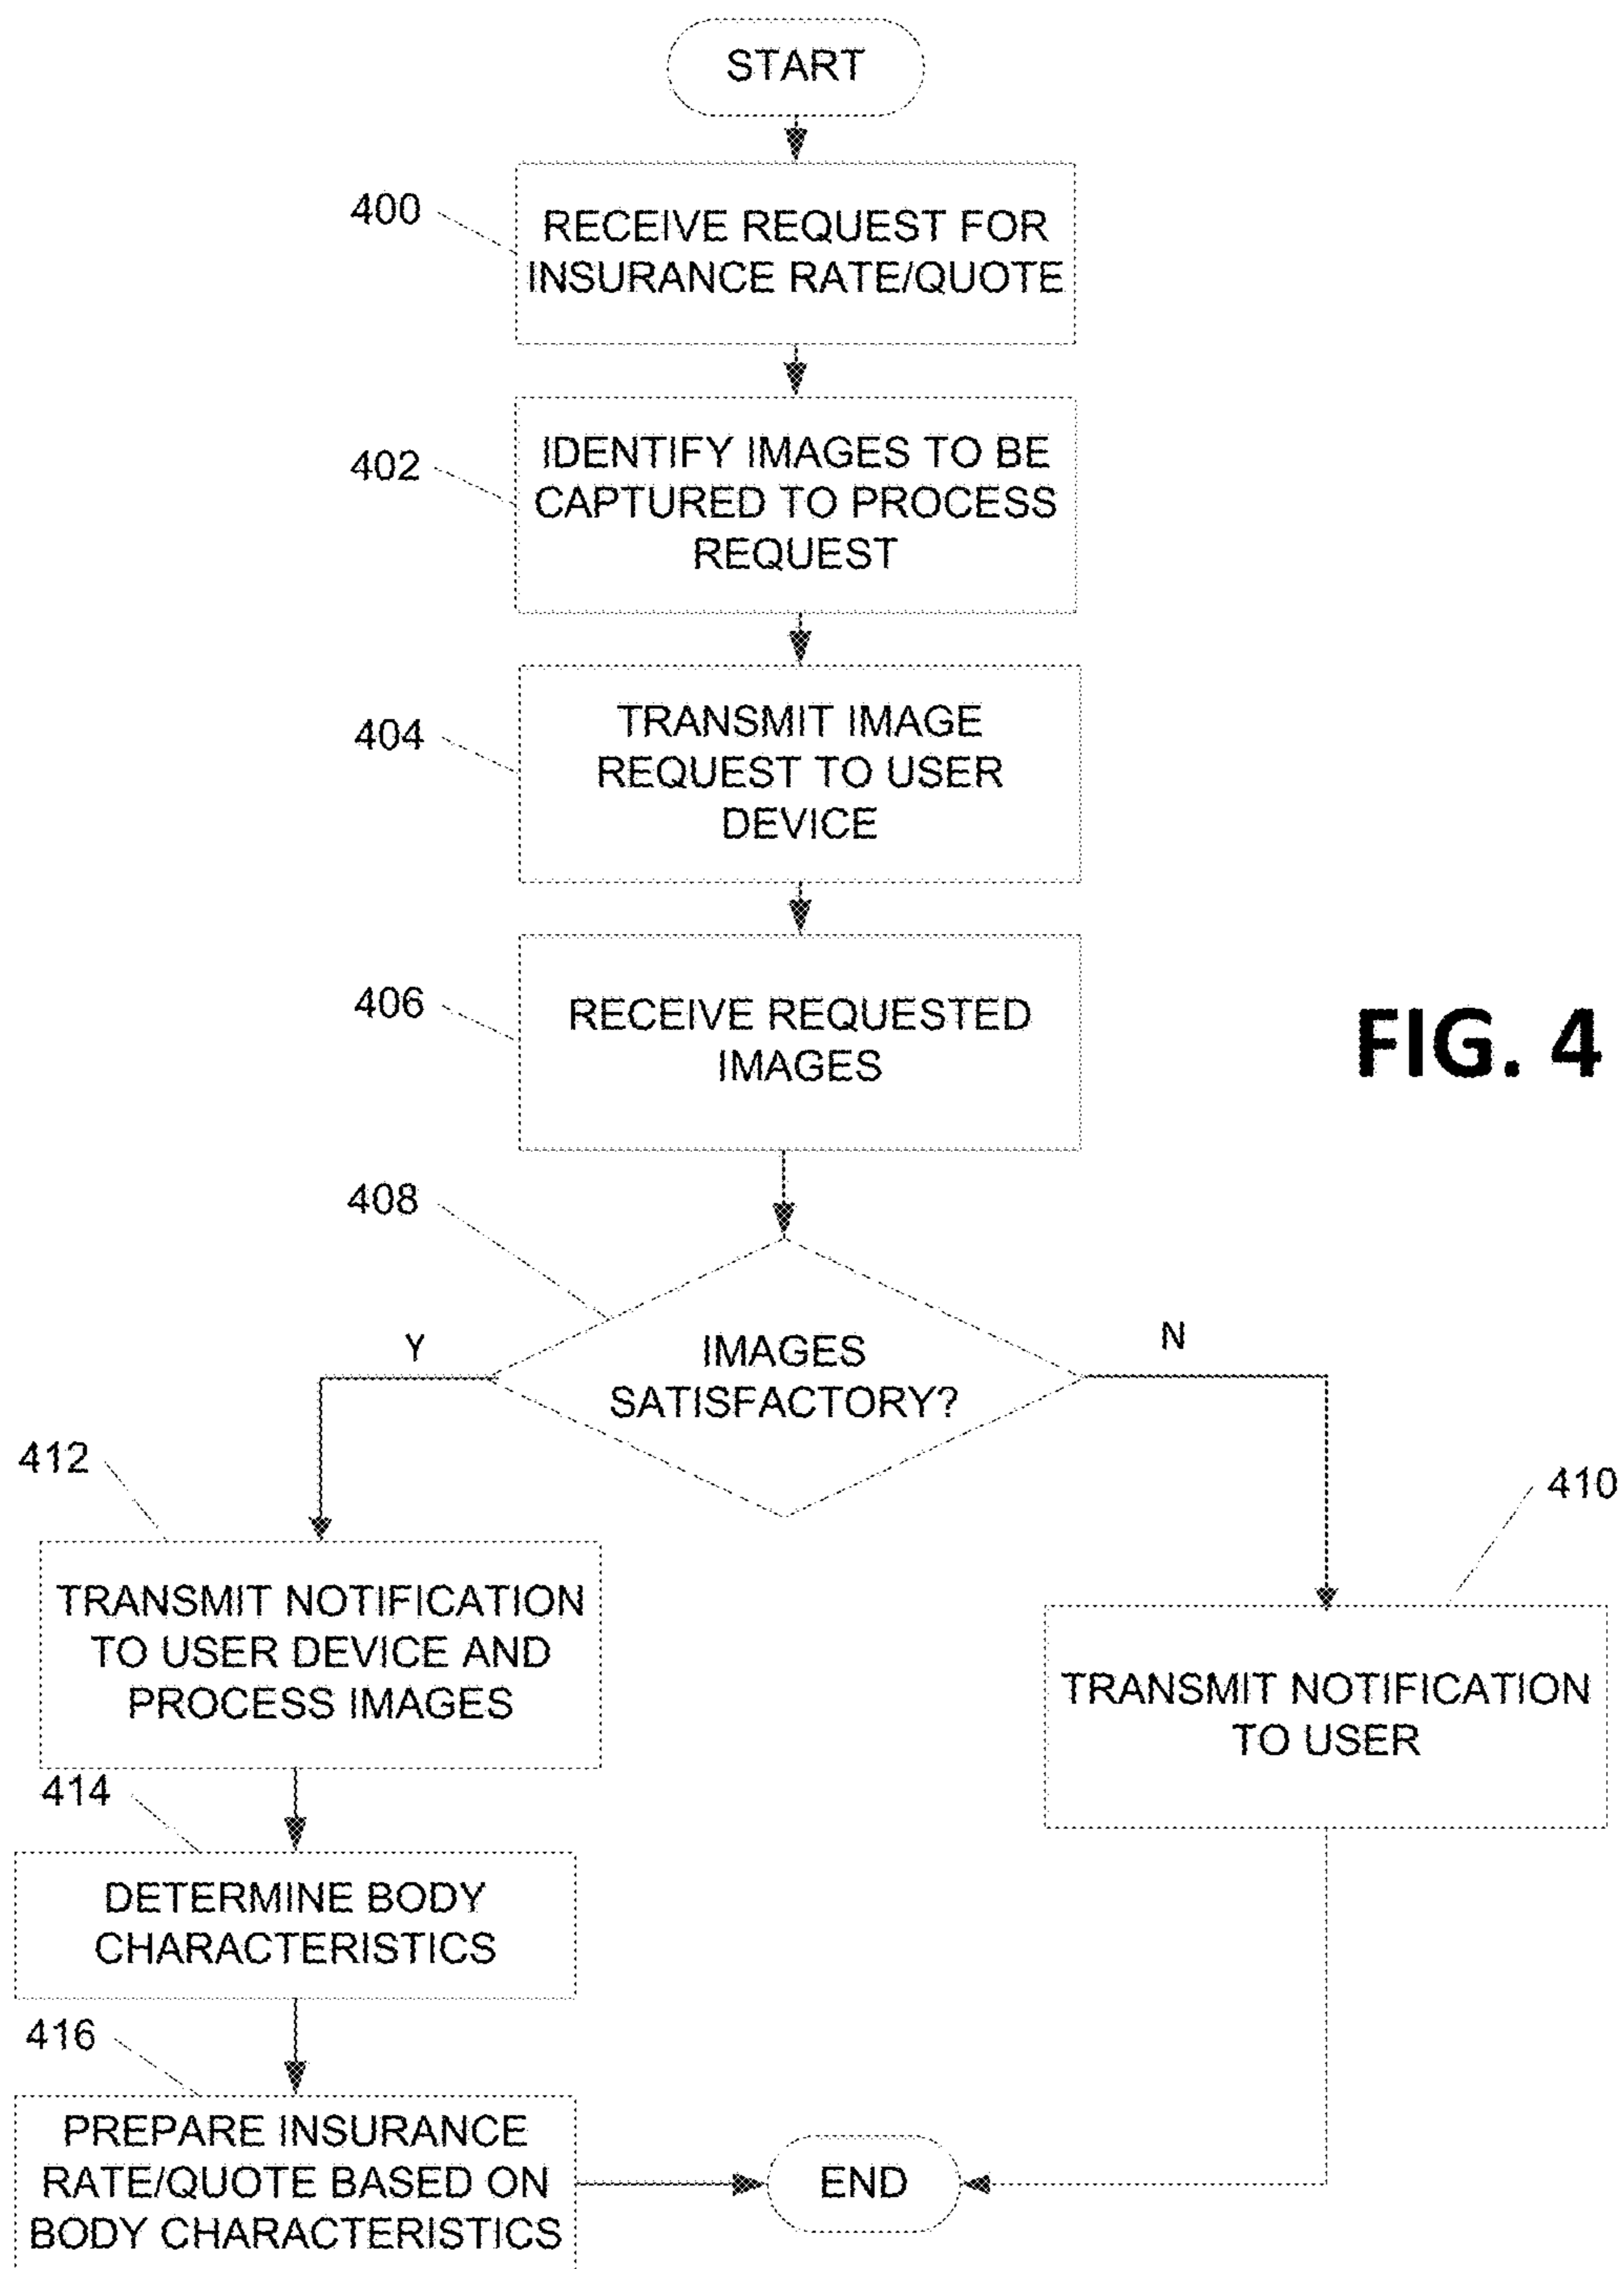 START
400
RECEIVE REQUEST FOR
INSURANCE RATE/QUOTE
402
IDENTIFY IMAGES TO BE
CAPTURED TO PROCESS
REQUEST
404
TRANSMIT IMAGE
REQUEST TO USER
DEVICE
406
RECEIVE REQUESTED
IMAGES
FIG. 4
408
IMAGES
SATISFACTORY?
Y
N
412
TRANSMIT NOTIFICATION
TO USER DEVICE AND
PROCESS IMAGES
410
TRANSMIT NOTIFICATION
TO USER
414
DETERMINE BODY
CHARACTERISTICS
416
PREPARE INSURANCE
RATE/QUOTE BASED ON
BODY CHARACTERISTICS
END